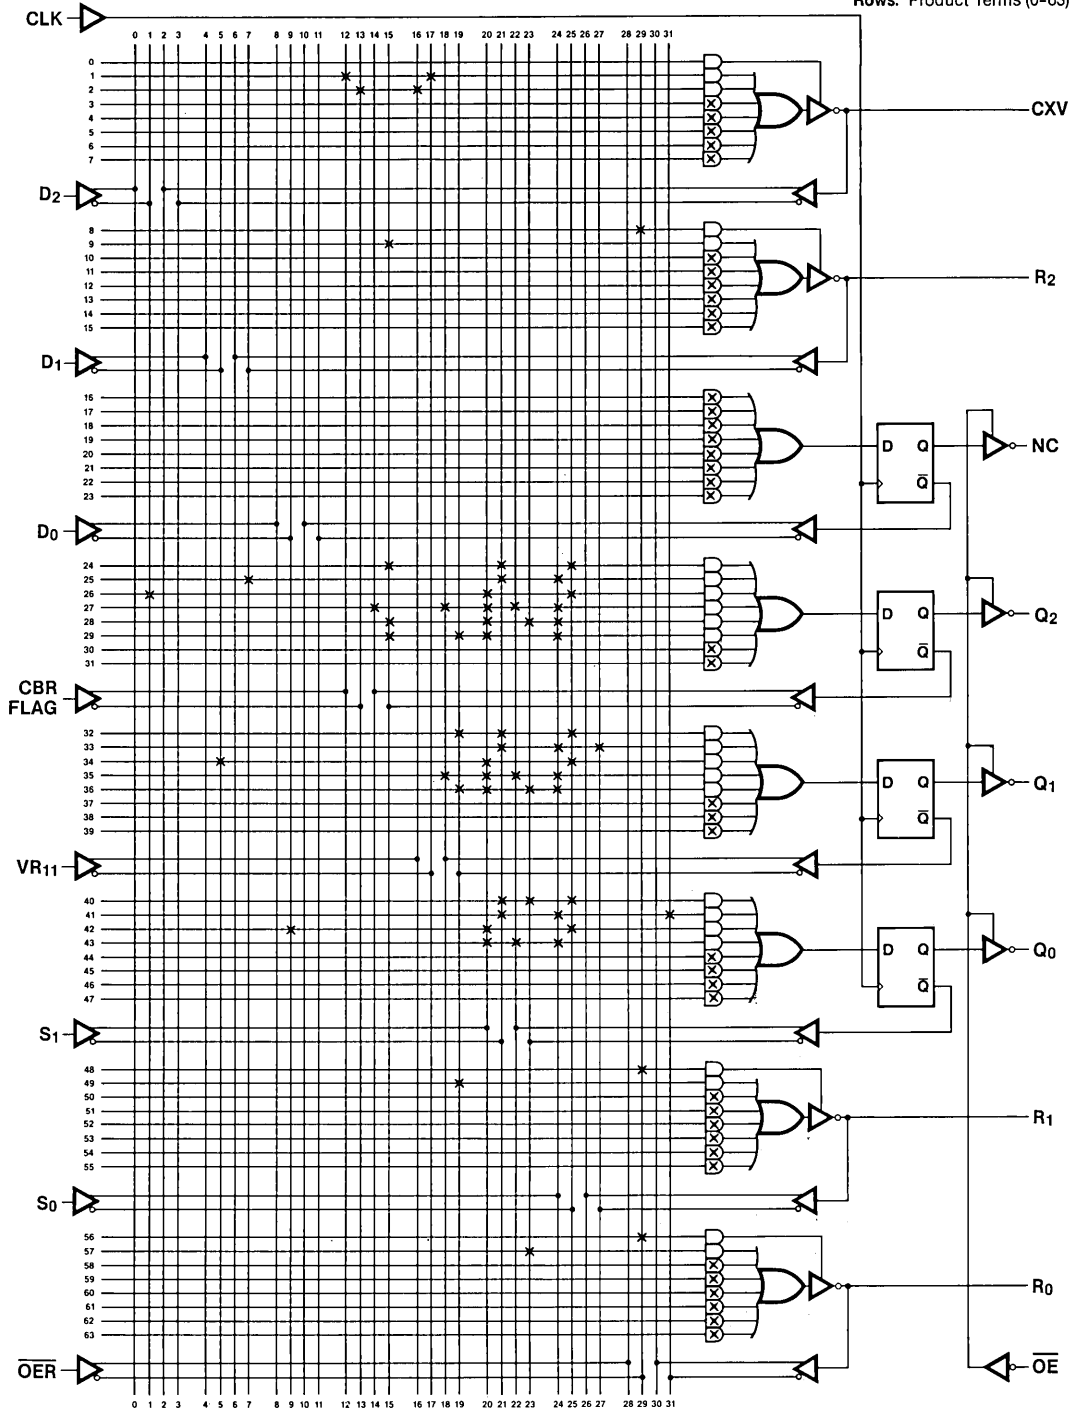 Rows: Product Terms (0–63)
CLK
0 1 2 3 4 5 6 7 8 9 10 11 12 13 14 15 16 17 18 19 20 21 22 23 24 25 26 27 28 29 30 31
0
1
2
3
4
5
6
7
CXV
D2
8
9
10
11
12
13
14
15
R2
D1
16
17
18
19
20
21
22
23
D Q
Q
NC
D0
24
25
26
27
28
29
30
31
D Q
Q
Q2
CBR
FLAG
32
33
34
35
36
37
38
39
D Q
Q
Q1
VR11
40
41
42
43
44
45
46
47
D Q
Q
Q0
S1
48
49
50
51
52
53
54
55
R1
S0
56
57
58
59
60
61
62
63
R0
OER
OE
0 1 2 3 4 5 6 7 8 9 10 11 12 13 14 15 16 17 18 19 20 21 22 23 24 25 26 27 28 29 30 31